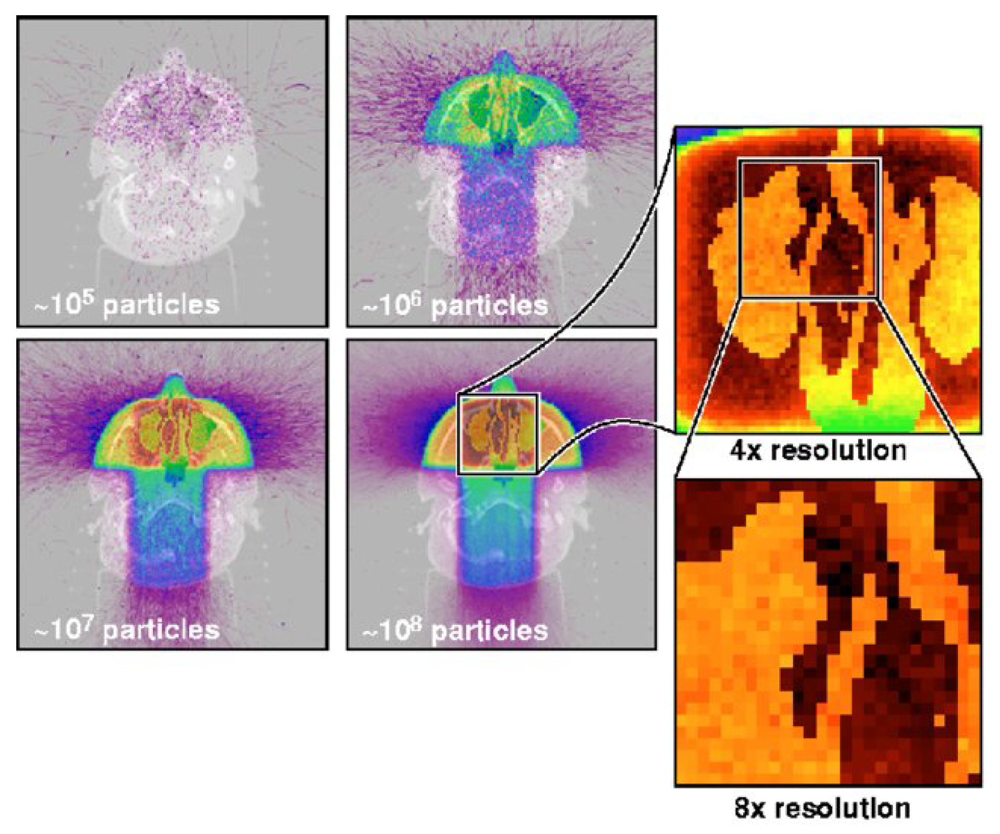 ~10⁵ particles
~10⁶ particles
~10⁷ particles
~10⁸ particles
4x resolution
8x resolution